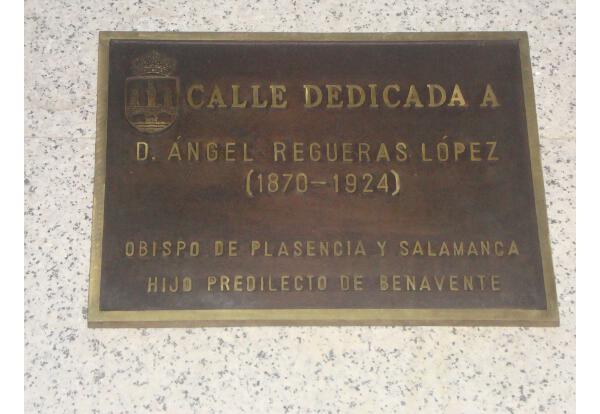 CALLE DEDICADA A
D. ÁNGEL REGUERAS LÓPEZ
(1870-1924)
OBISPO DE PLASENCIA Y SALAMANCA
HIJO PREDILECTO DE BENAVENTE